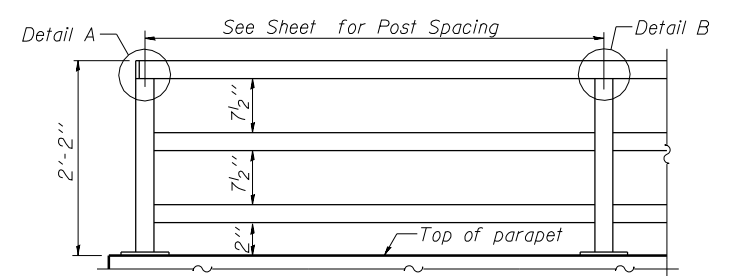 See Sheet for Post Spacing
Detail A
Detail B
7½"
2'-2"
7½"
2"
Top of parapet